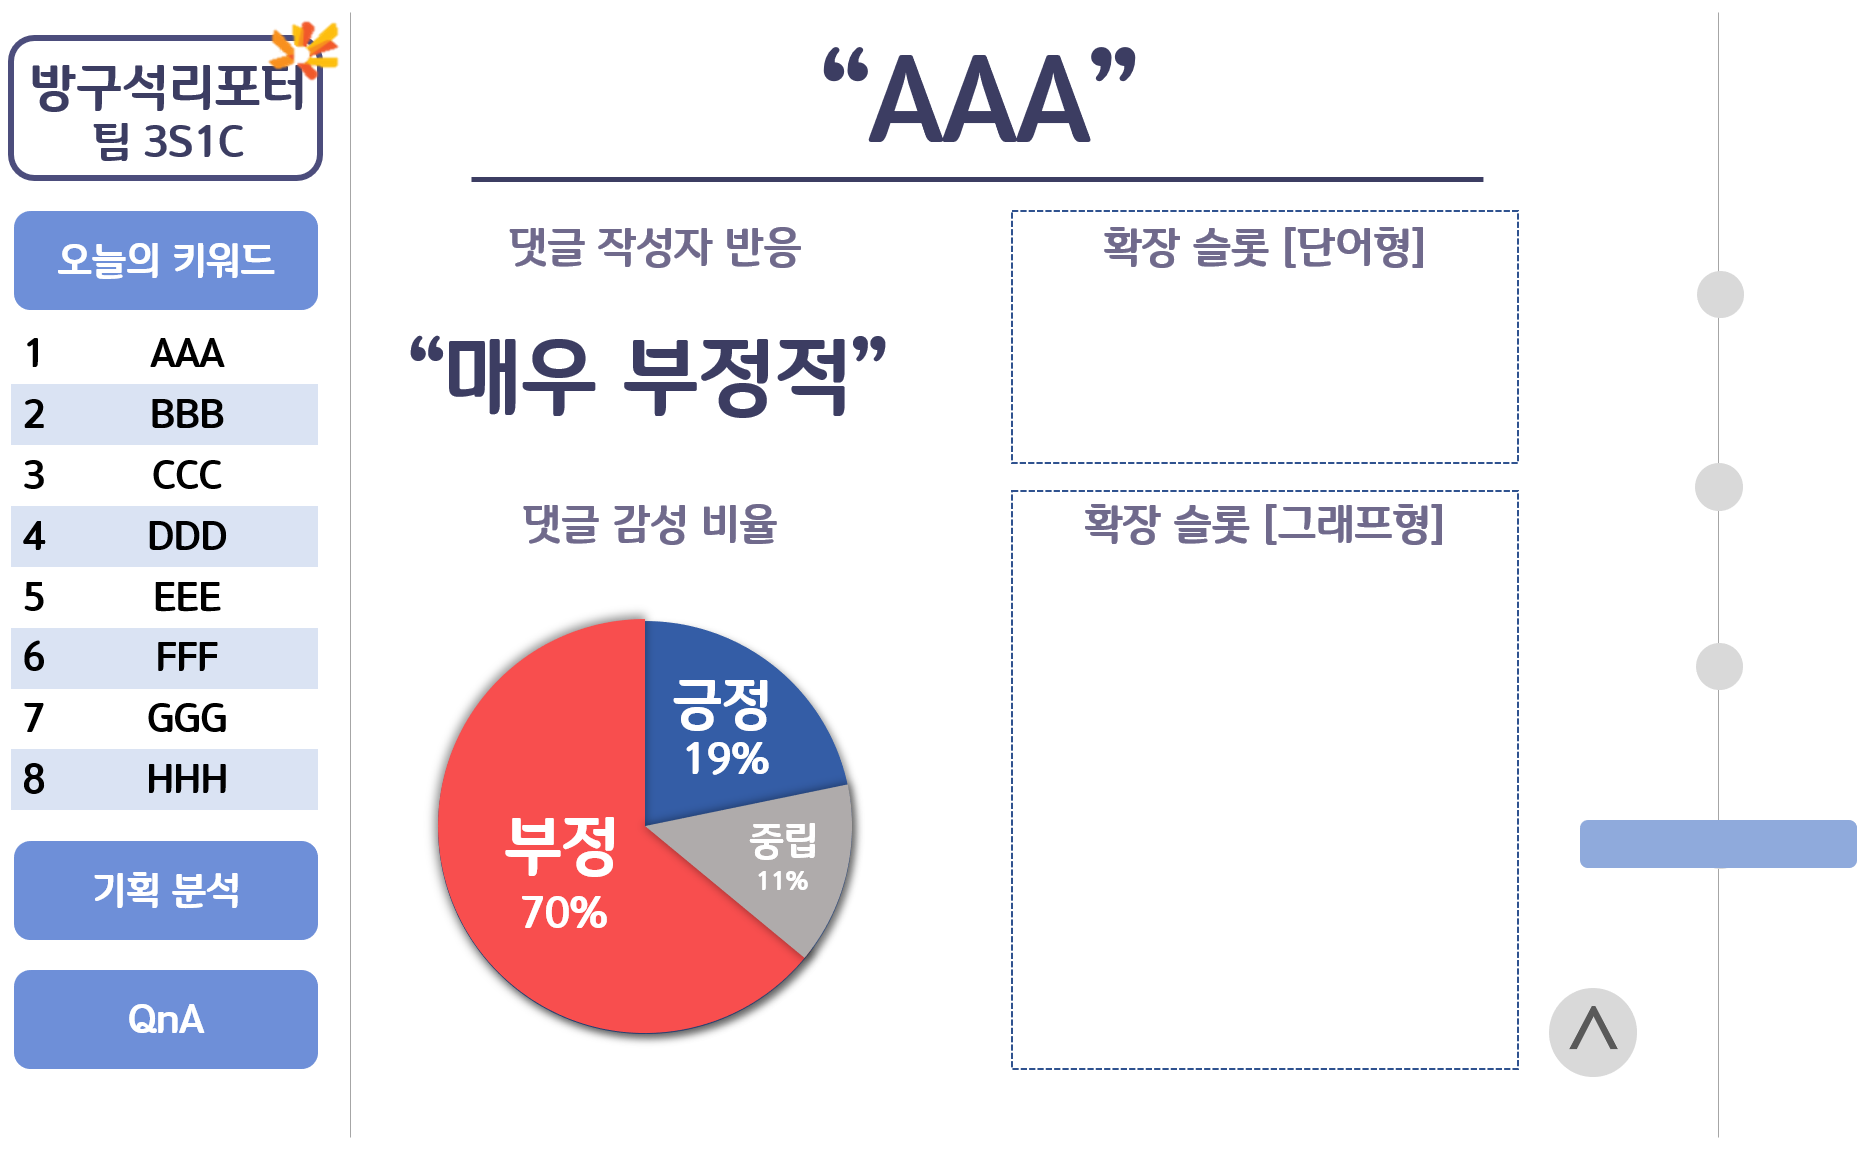 방구석리포터
팀 3S1C
오늘의 키워드
1 AAA
2 BBB
3 CCC
4 DDD
5 EEE
6 FFF
7 GGG
8 HHH
기획 분석
QnA
“AAA”
댓글 작성자 반응
“매우 부정적”
댓글 감성 비율
긍정
19%
중립
11%
부정
70%
확장 슬롯 [단어형]
확장 슬롯 [그래프형]